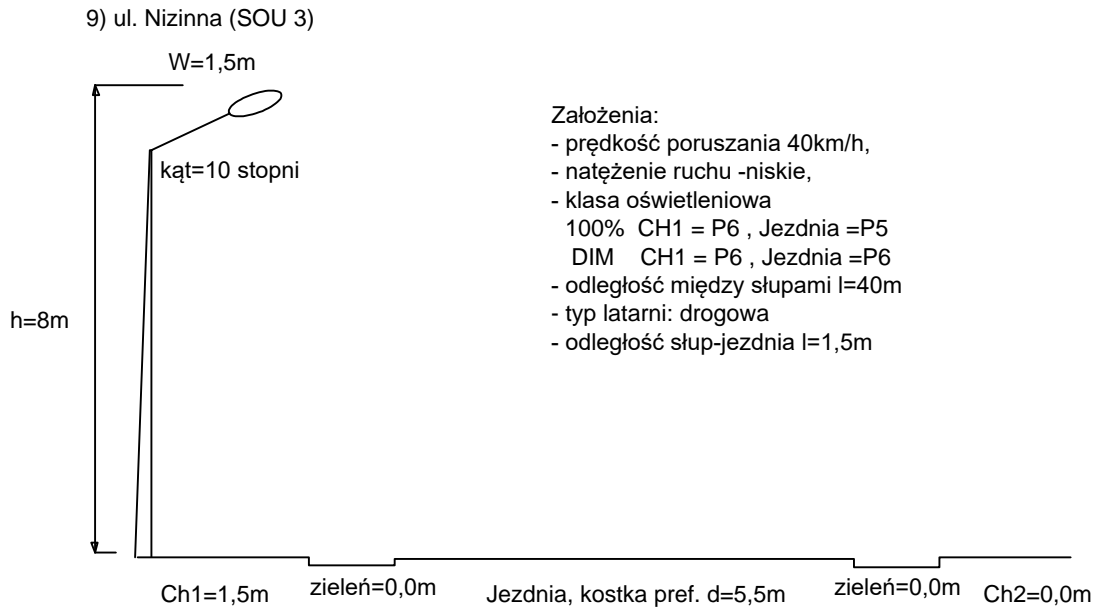 9) ul. Nizinna (SOU 3)
W=1,5m
kąt=10 stopni
h=8m
Założenia:
- prędkość poruszania 40km/h,
- natężenie ruchu -niskie,
- klasa oświetleniowa
100% CH1 = P6 , Jezdnia =P5
DIM CH1 = P6 , Jezdnia =P6
- odległość między słupami l=40m
- typ latarni: drogowa
- odległość słup-jezdnia l=1,5m
Ch1=1,5m zieleń=0,0m Jezdnia, kostka pref. d=5,5m zieleń=0,0m Ch2=0,0m